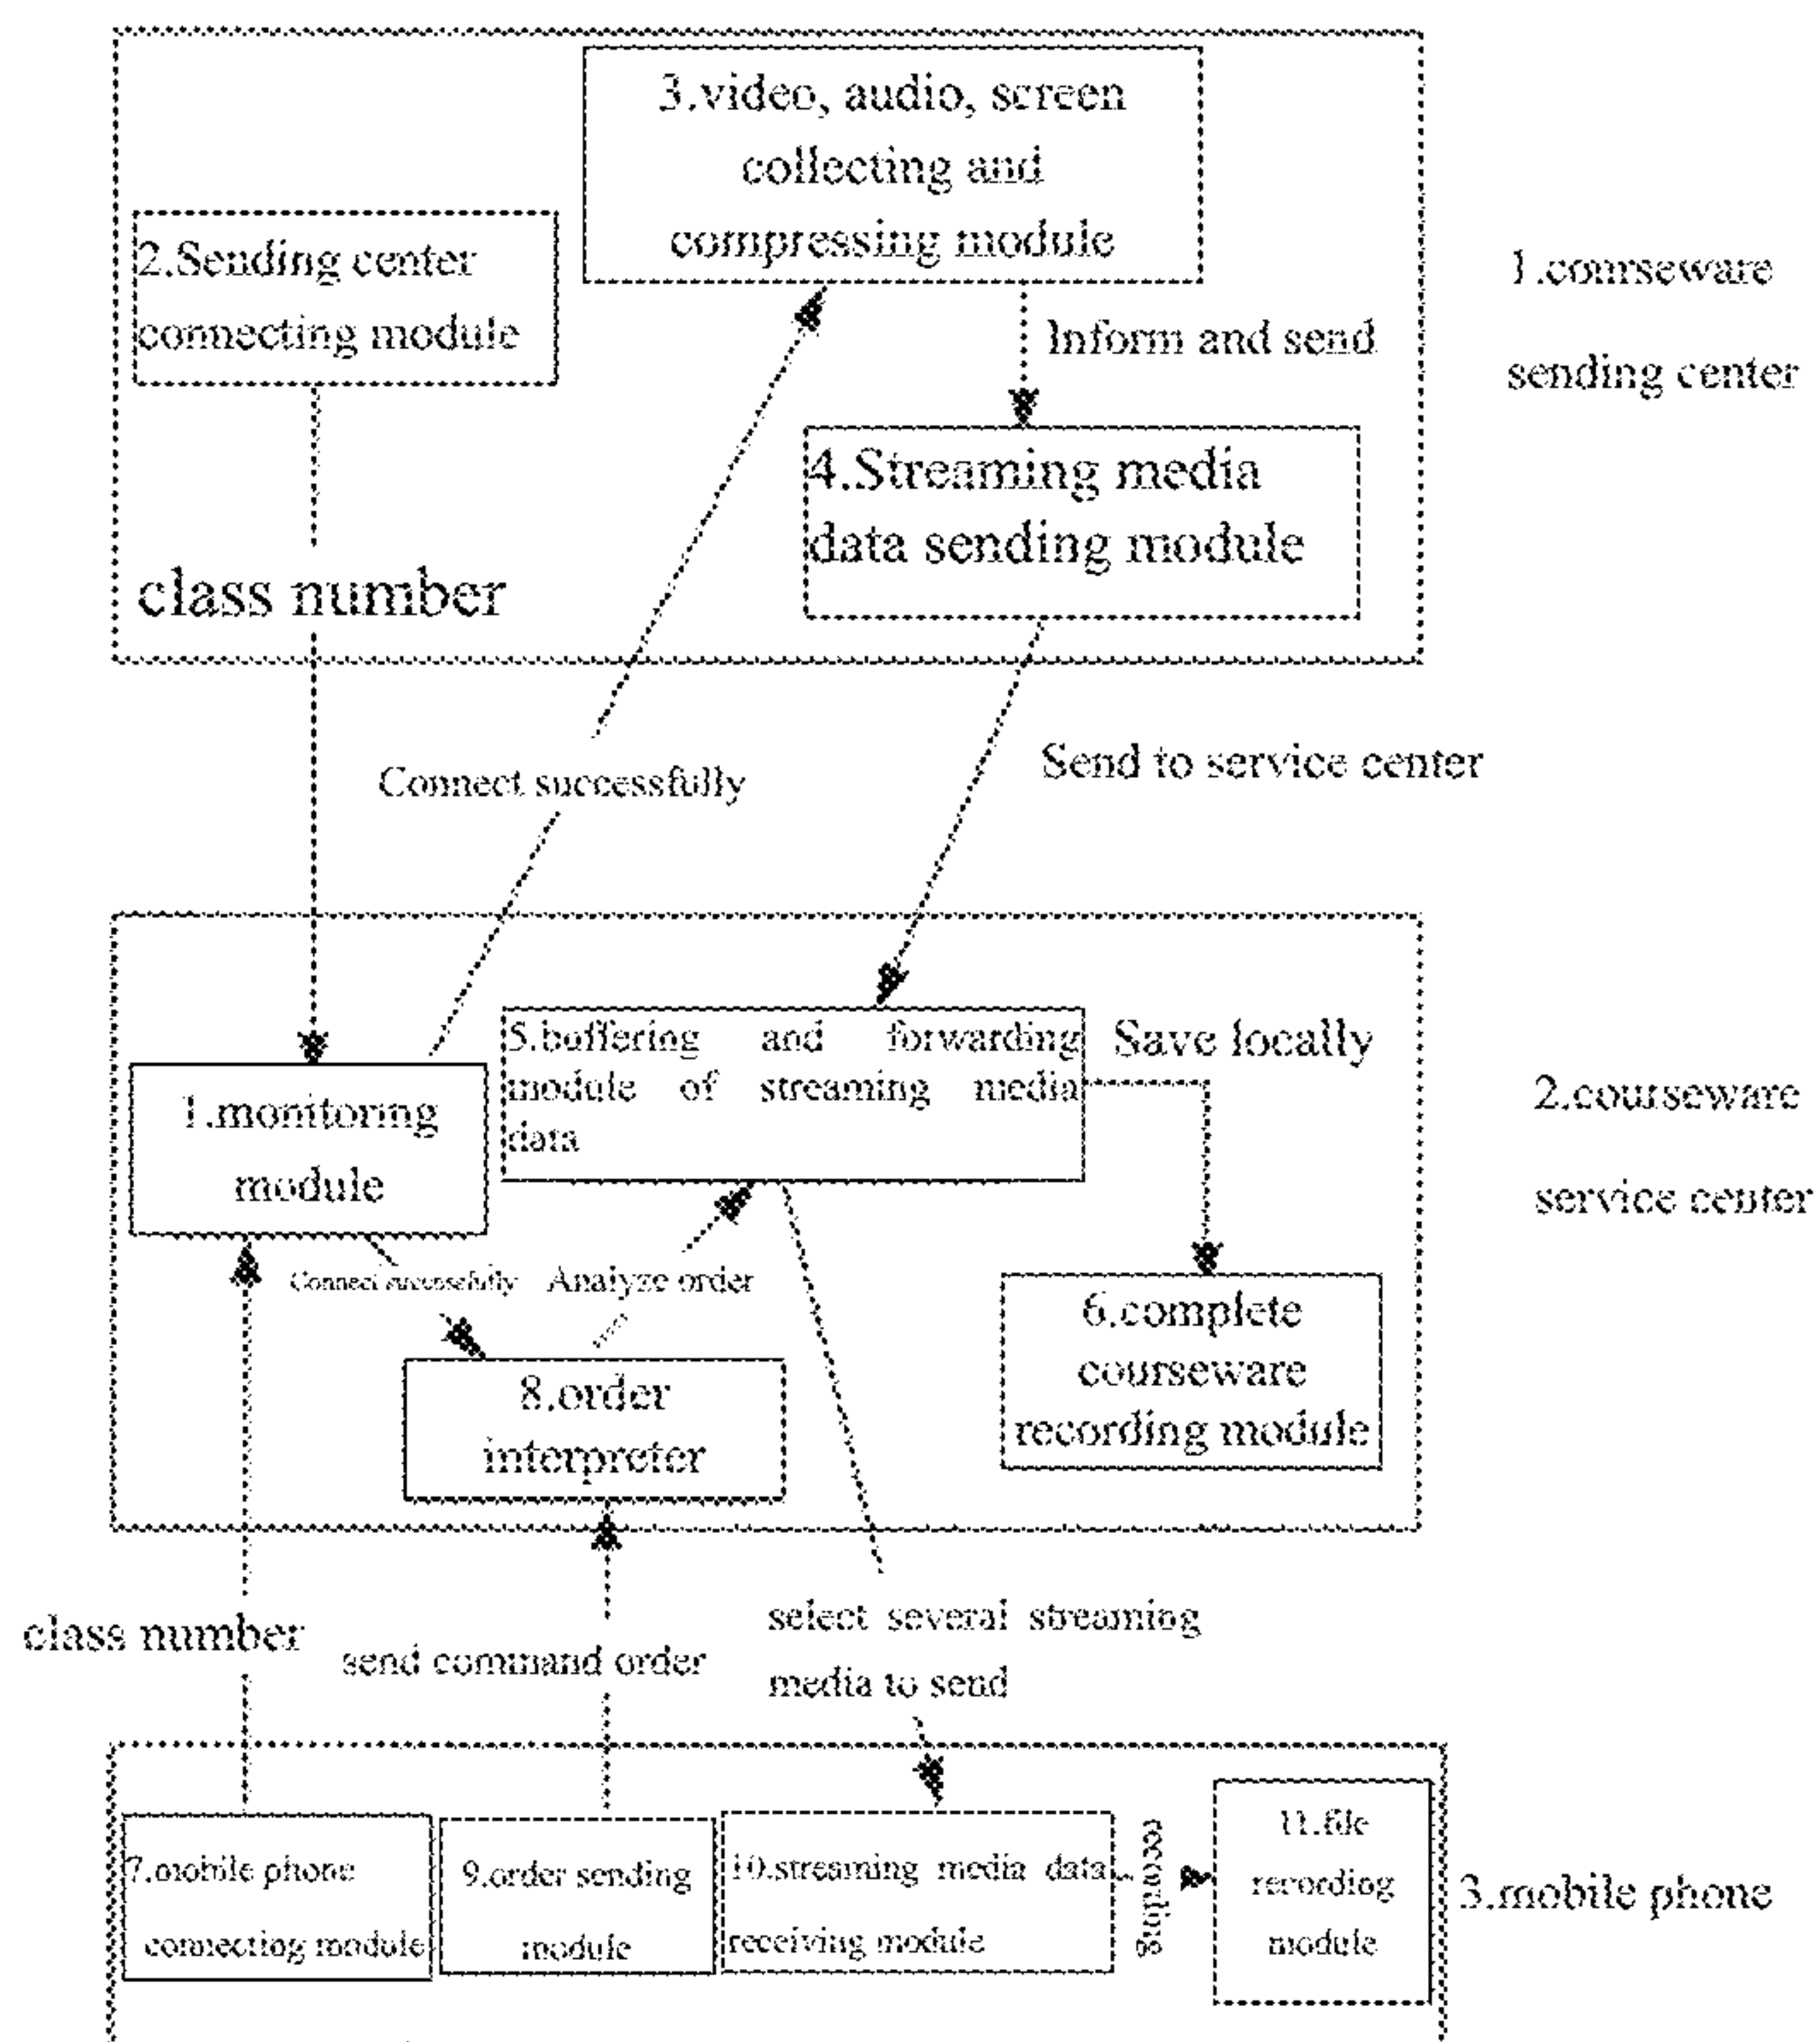 3.video, audio, screen
collecting and
compressing module
2.Sending center
connecting module
1.courseware
sending center
Inform and send
4.Streaming media
data sending module
class number
Connect successfully
Send to service center
5.buffering and forwarding
module of streaming media
data
Save locally
1.monitoring
module
2.courseware
service center
Connect successfully
Analyze order
6.complete
courseware
recording module
8.order
interpreter
class number
send command order
select several streaming
media to send
7.mobile phone
connecting module
9.order sending
module
10.streaming media data
receiving module
recording
11.file
recording
module
3.mobile phone